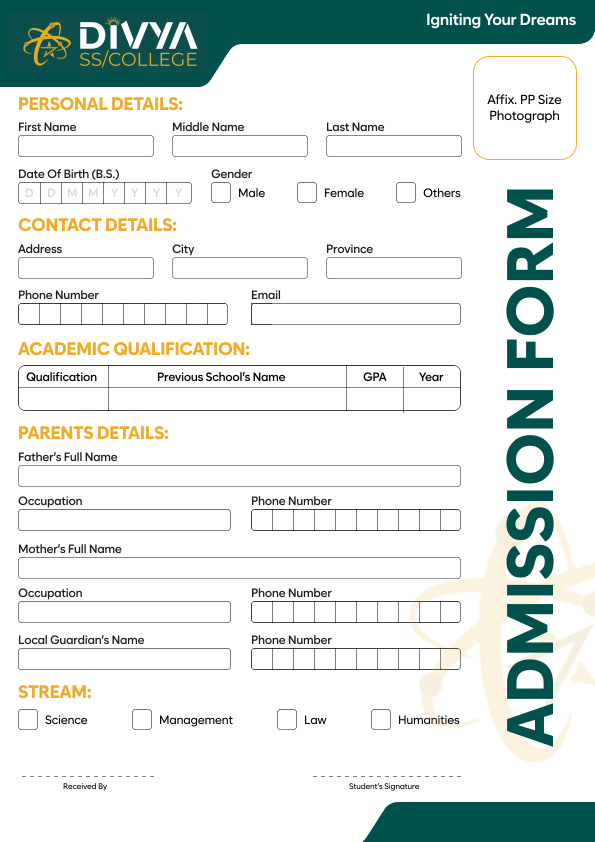 DIVYA
SS/COLLEGE
Igniting Your Dreams
Affix. PP Size
Photograph
PERSONAL DETAILS:
First Name Middle Name Last Name
Date Of Birth (B.S.) Gender
D D M M Y Y Y Y Male Female Others
CONTACT DETAILS:
Address City Province
Phone Number Email
ACADEMIC QUALIFICATION:
Qualification Previous School's Name GPA Year
PARENTS DETAILS:
Father's Full Name
Occupation Phone Number
Mother's Full Name
Occupation Phone Number
Local Guardian's Name Phone Number
STREAM:
Science Management Law Humanities
Received By Student's Signature
ADMISSION FORM